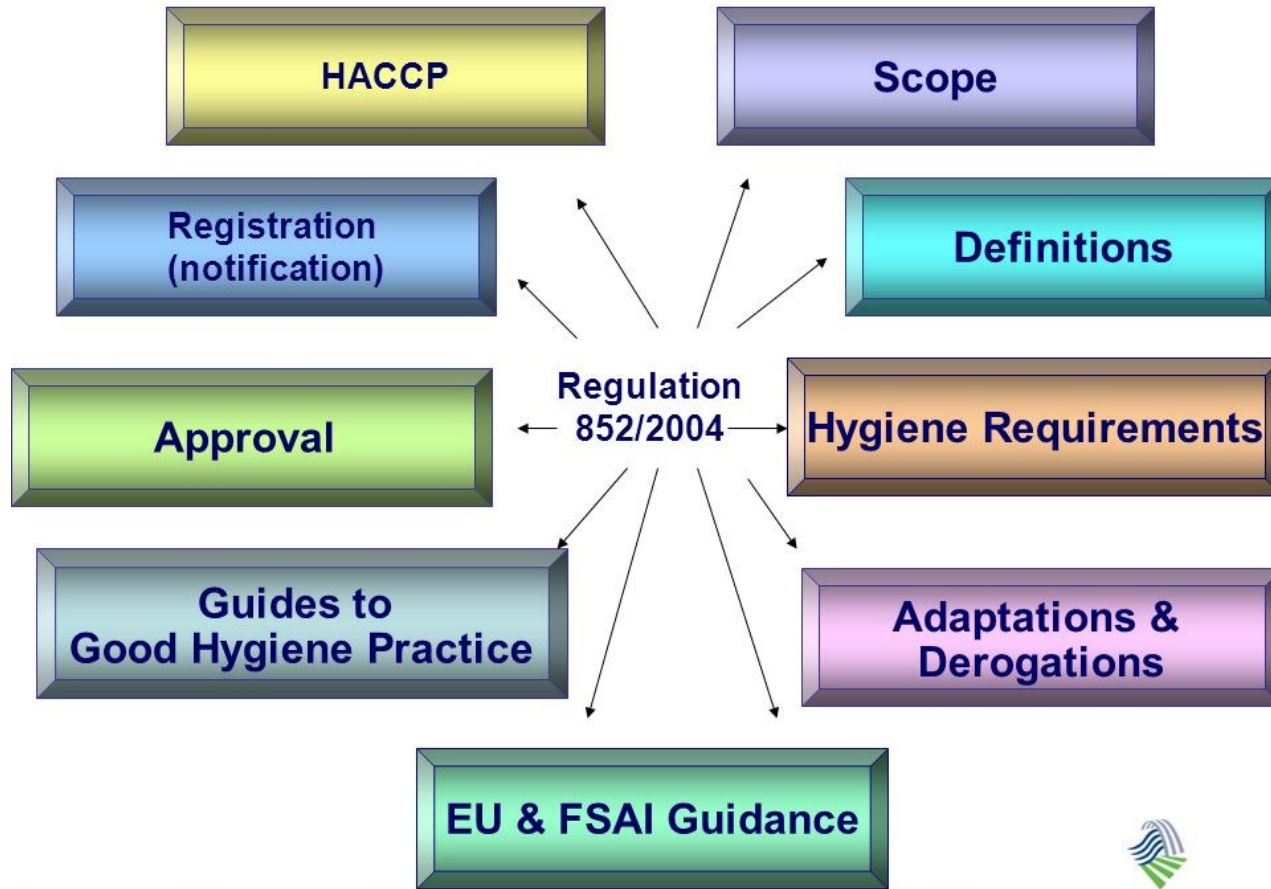 HACCP
Scope
Registration
(notification)
Definitions
Regulation
852/2004
Approval
Hygiene Requirements
Guides to
Good Hygiene Practice
Adaptations &
Derogations
EU & FSAI Guidance